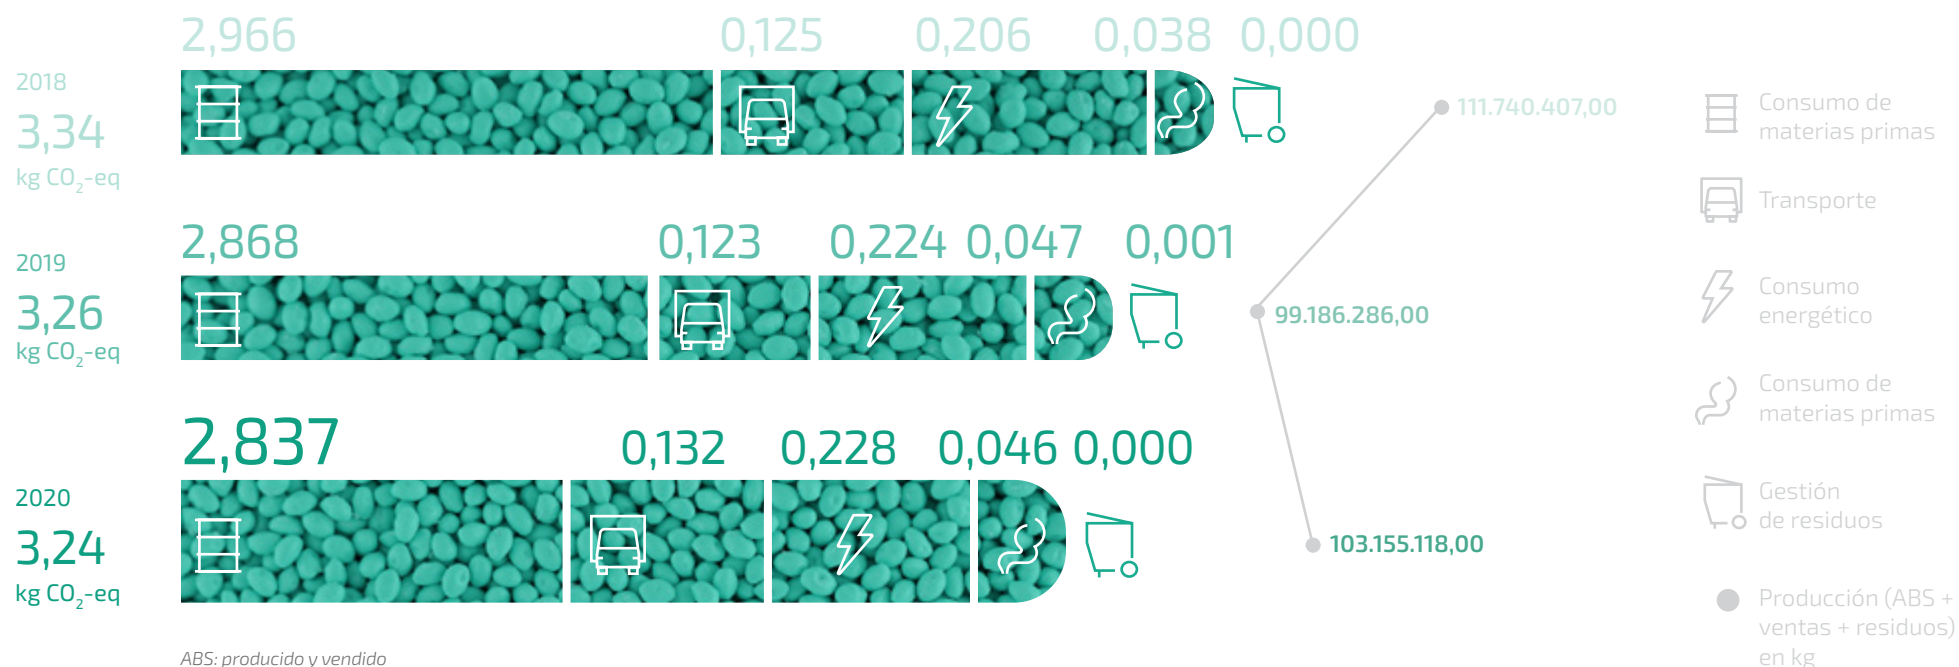 2,966 0,125 0,206 0,038 0,000
2018
3,34
kg CO₂-eq
111.740.407,00
2,868 0,123 0,224 0,047 0,001
2019
3,26
kg CO₂-eq
99.186.286,00
2,837 0,132 0,228 0,046 0,000
2020
3,24
kg CO₂-eq
103.155.118,00
ABS: producido y vendido
Consumo de
materias primas
Transporte
Consumo
energético
Consumo de
materias primas
Gestión
de residuos
Producción (ABS +
ventas + residuos)
en kg